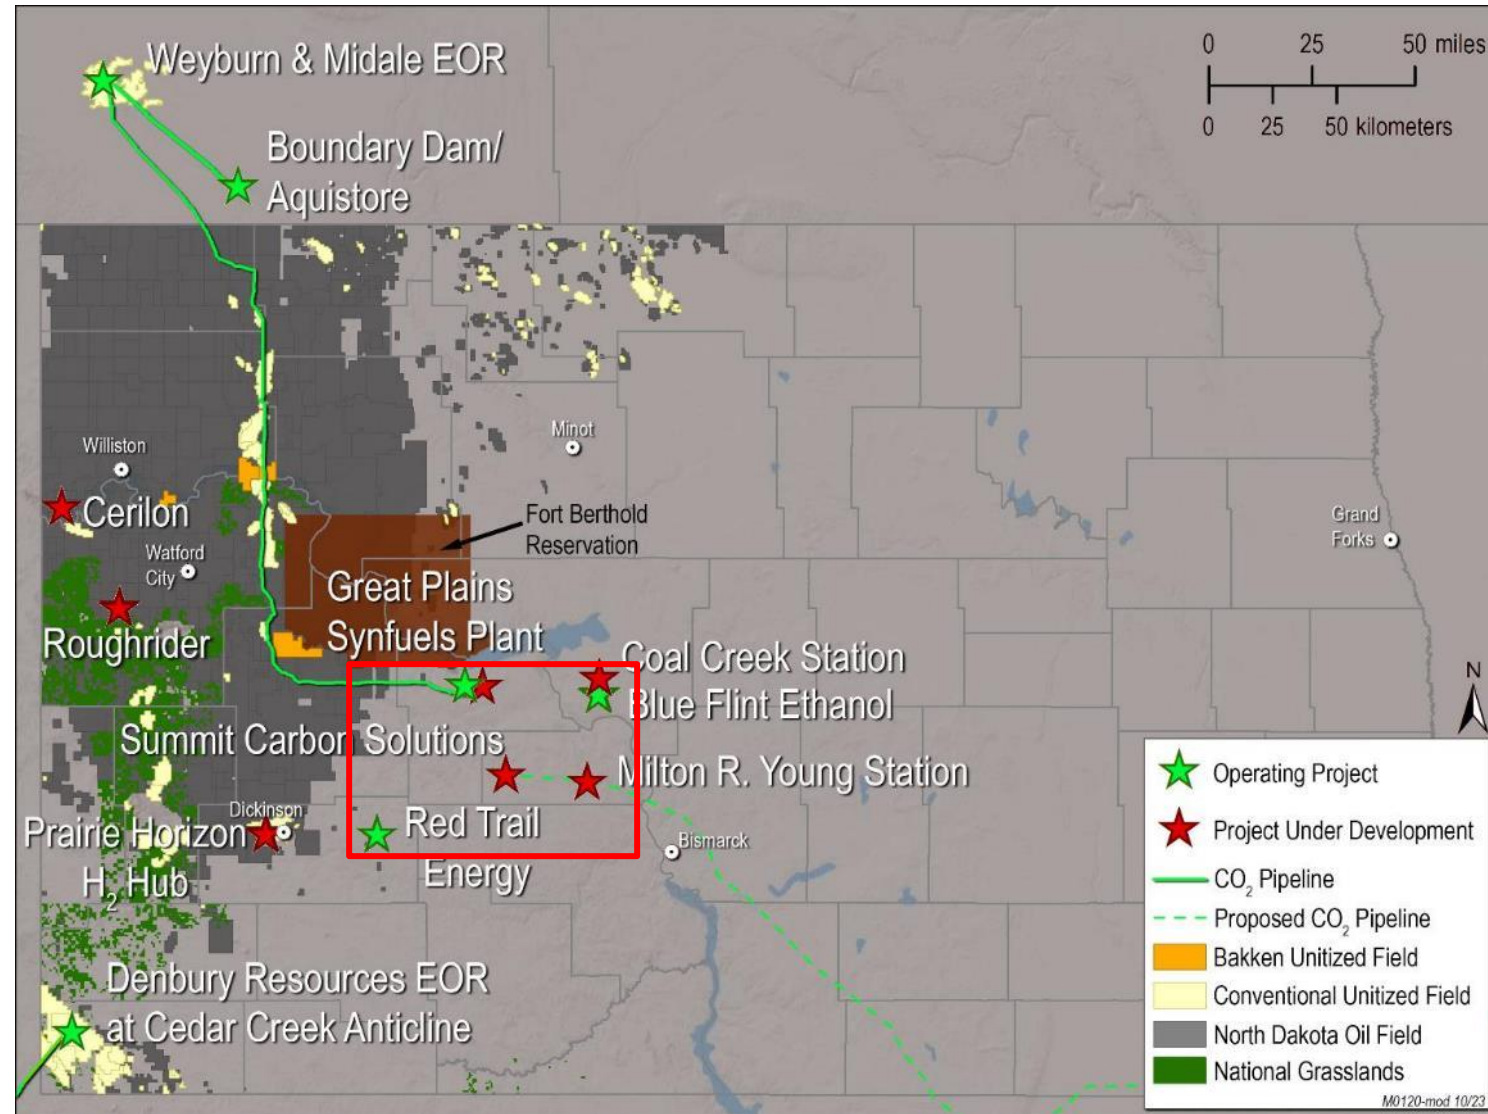 Weyburn & Midale EOR
0 25 50 miles
0 25 50 kilometers
Boundary Dam/
Aquistore
Williston
Minot
Cerilon
Fort Berthold
Reservation
Grand
Forks
Watford
City
Great Plains
Synfuels Plant
Roughrider
Coal Creek Station
Blue Flint Ethanol
Summit Carbon Solutions
Milton R. Young Station
Dickinson
Prairie Horizon
H₂ Hub
Red Trail
Energy
Bismarck
Denbury Resources EOR
at Cedar Creek Anticline
N
Operating Project
Project Under Development
CO₂ Pipeline
Proposed CO₂ Pipeline
Bakken Unitized Field
Conventional Unitized Field
North Dakota Oil Field
National Grasslands
M0120-mod 10/23